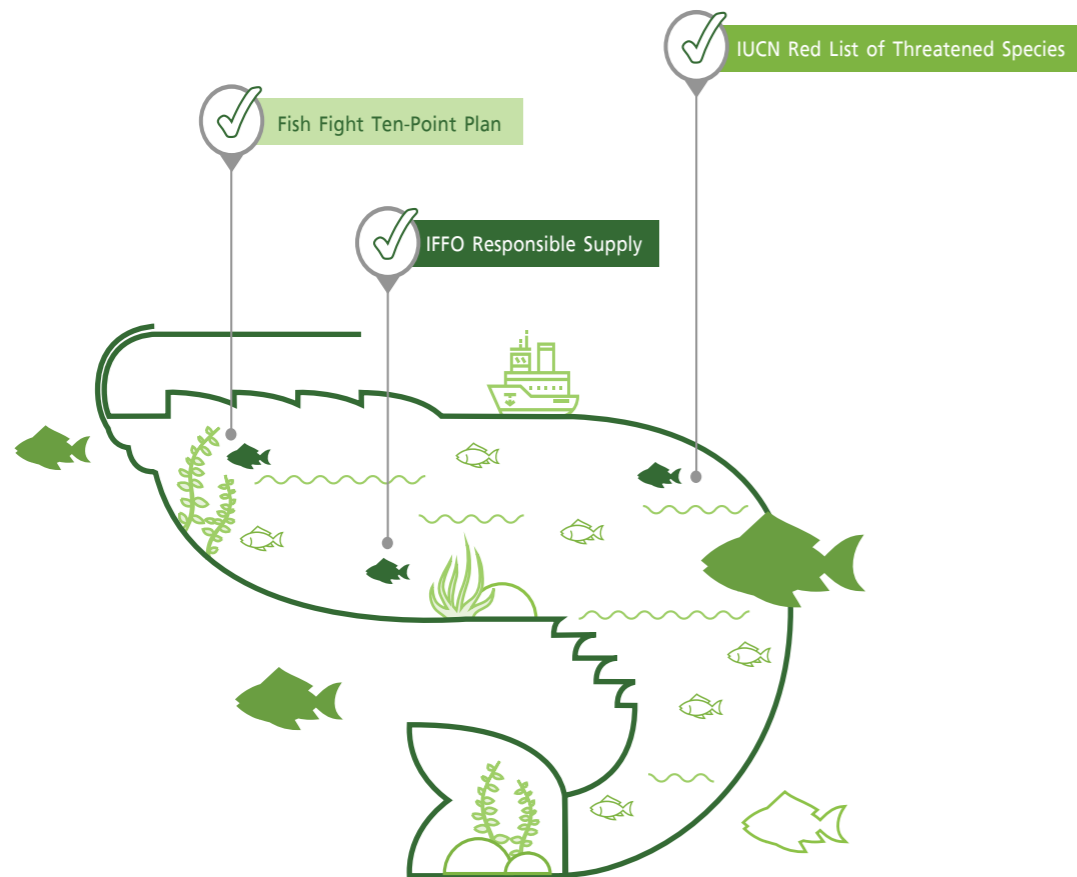 IUCN Red List of Threatened Species
Fish Fight Ten-Point Plan
IFFO Responsible Supply